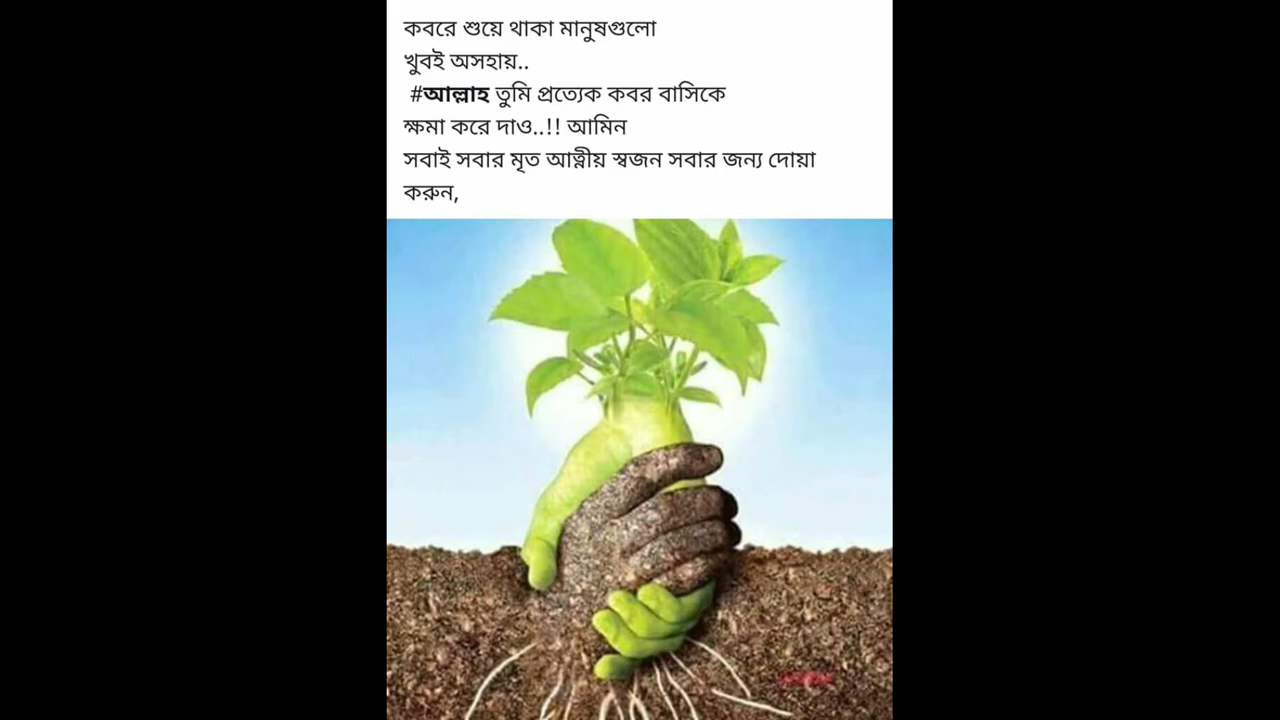 কবরে শুয়ে থাকা মানুষগুলো
খুবই অসহায়..
#আল্লাহ তুমি প্রত্যেক কবর বাসিকে
ক্ষমা করে দাও..!! আমিন
সবাই সবার মৃত আত্নীয় স্বজন সবার জন্য দোয়া
করুন,